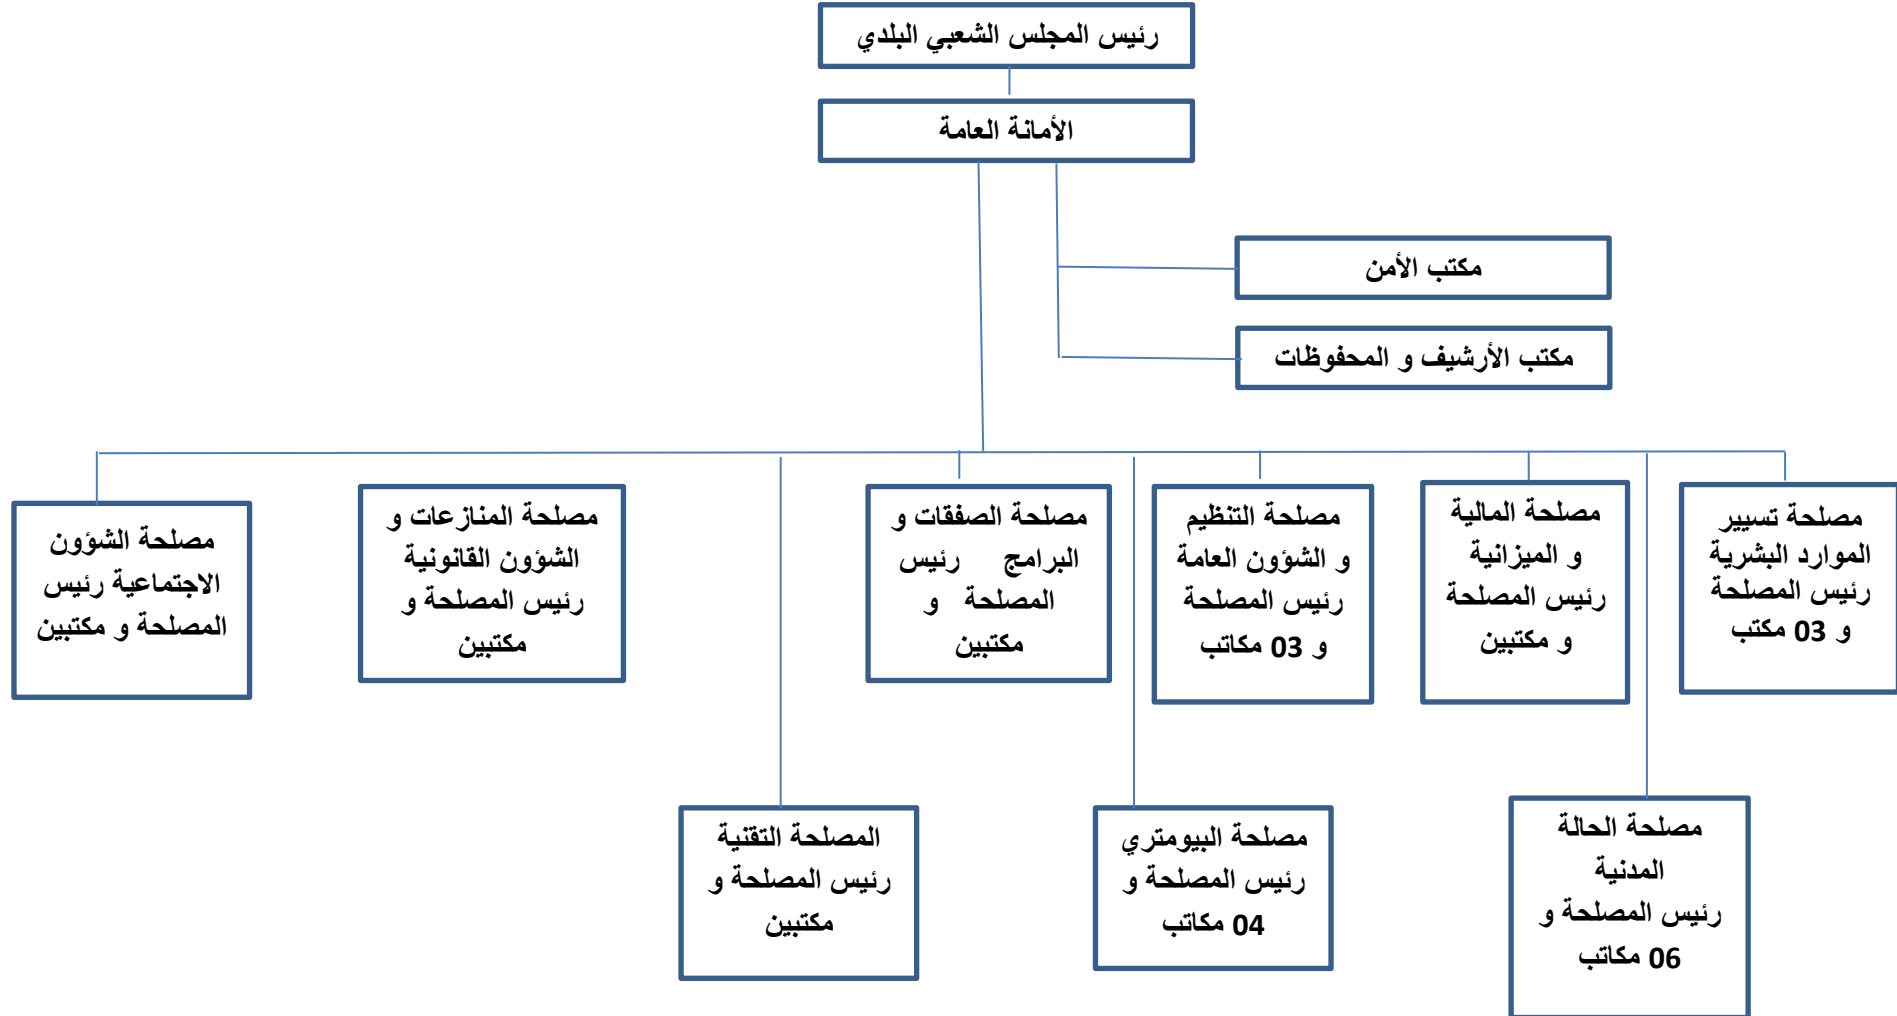 رئيس المجلس الشعبي البلدي
الأمانة العامة
مكتب الأمن
مكتب الأرشيف و المحفوظات
مصلحة تسيير
الموارد البشرية
رئيس المصلحة
و 03 مكتب
مصلحة المالية
و الميزانية
رئيس المصلحة
و مكتبين
مصلحة التنظيم
و الشؤون العامة
رئيس المصلحة
و 03 مكاتب
مصلحة الصفقات و
البرامج رئيس
المصلحة و
مكتبين
مصلحة المنازعات و
الشؤون القانونية
رئيس المصلحة و
مكتبين
مصلحة الشؤون
الاجتماعية رئيس
المصلحة و مكتبين
مصلحة الحالة
المدنية
رئيس المصلحة و
06 مكاتب
مصلحة البيومتري
رئيس المصلحة و
04 مكاتب
المصلحة التقنية
رئيس المصلحة و
مكتبين